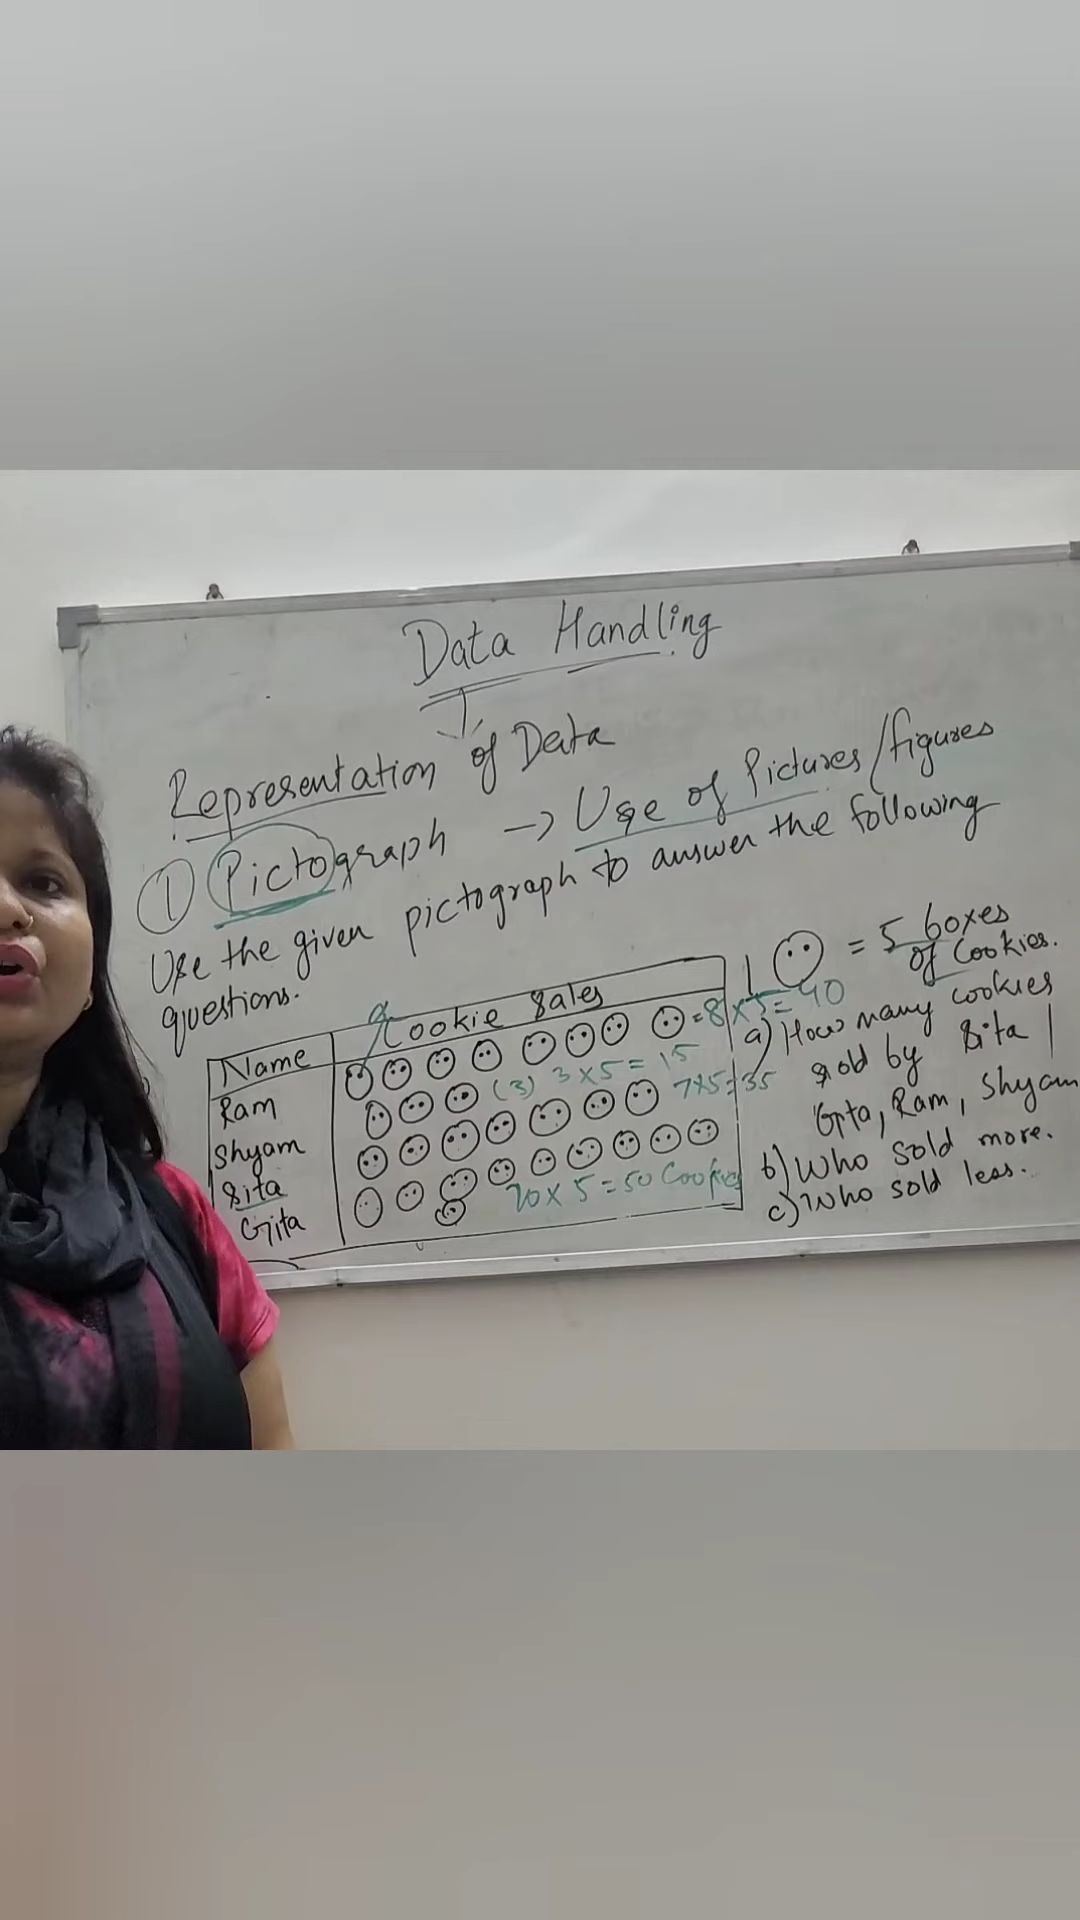 Data Handling
Representation of Data
① Pictograph → Use of Pictures/figures
Use the given pictograph to answer the following
questions.
1 = 5 boxes
of Cookies.
Name Cookie Sales
Ram = 8 x 5 = 40
Shyam (3) 3 x 5 = 15
Sita 7 x 5 = 35
Gita 10 x 5 = 50 Cookies
a) How many cookies
sold by Sita
Gita, Ram, Shyam
b) Who sold more.
c) Who sold less.